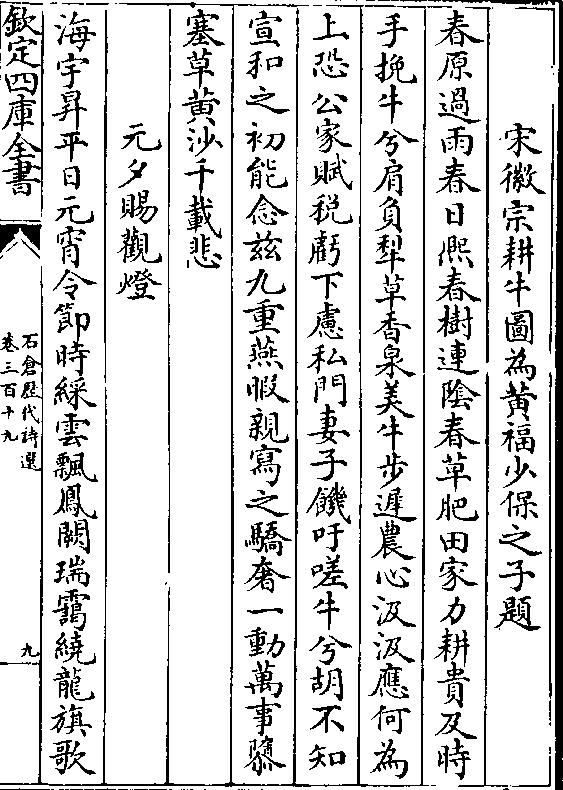 宋徽宗耕牛圖為黃福少保之子題
春原過雨春日熈春樹連陰春草肥田家力耕貴及時
手挽牛兮肩負犁草香泉美牛步遲農心汲汲應何為
上恐公家賦税虧下慮私門妻子饑吁嗟牛兮胡不知
宣和之初能念兹九重燕暇親寫之驕奢一動萬事隳
塞草黄沙千載悲
元夕賜觀燈
海宇昇平日元宵令節時綵雲飄鳳闕瑞靄繞龍旗歌
欽定四庫全書
石倉歴代詩選
卷三百十九
九